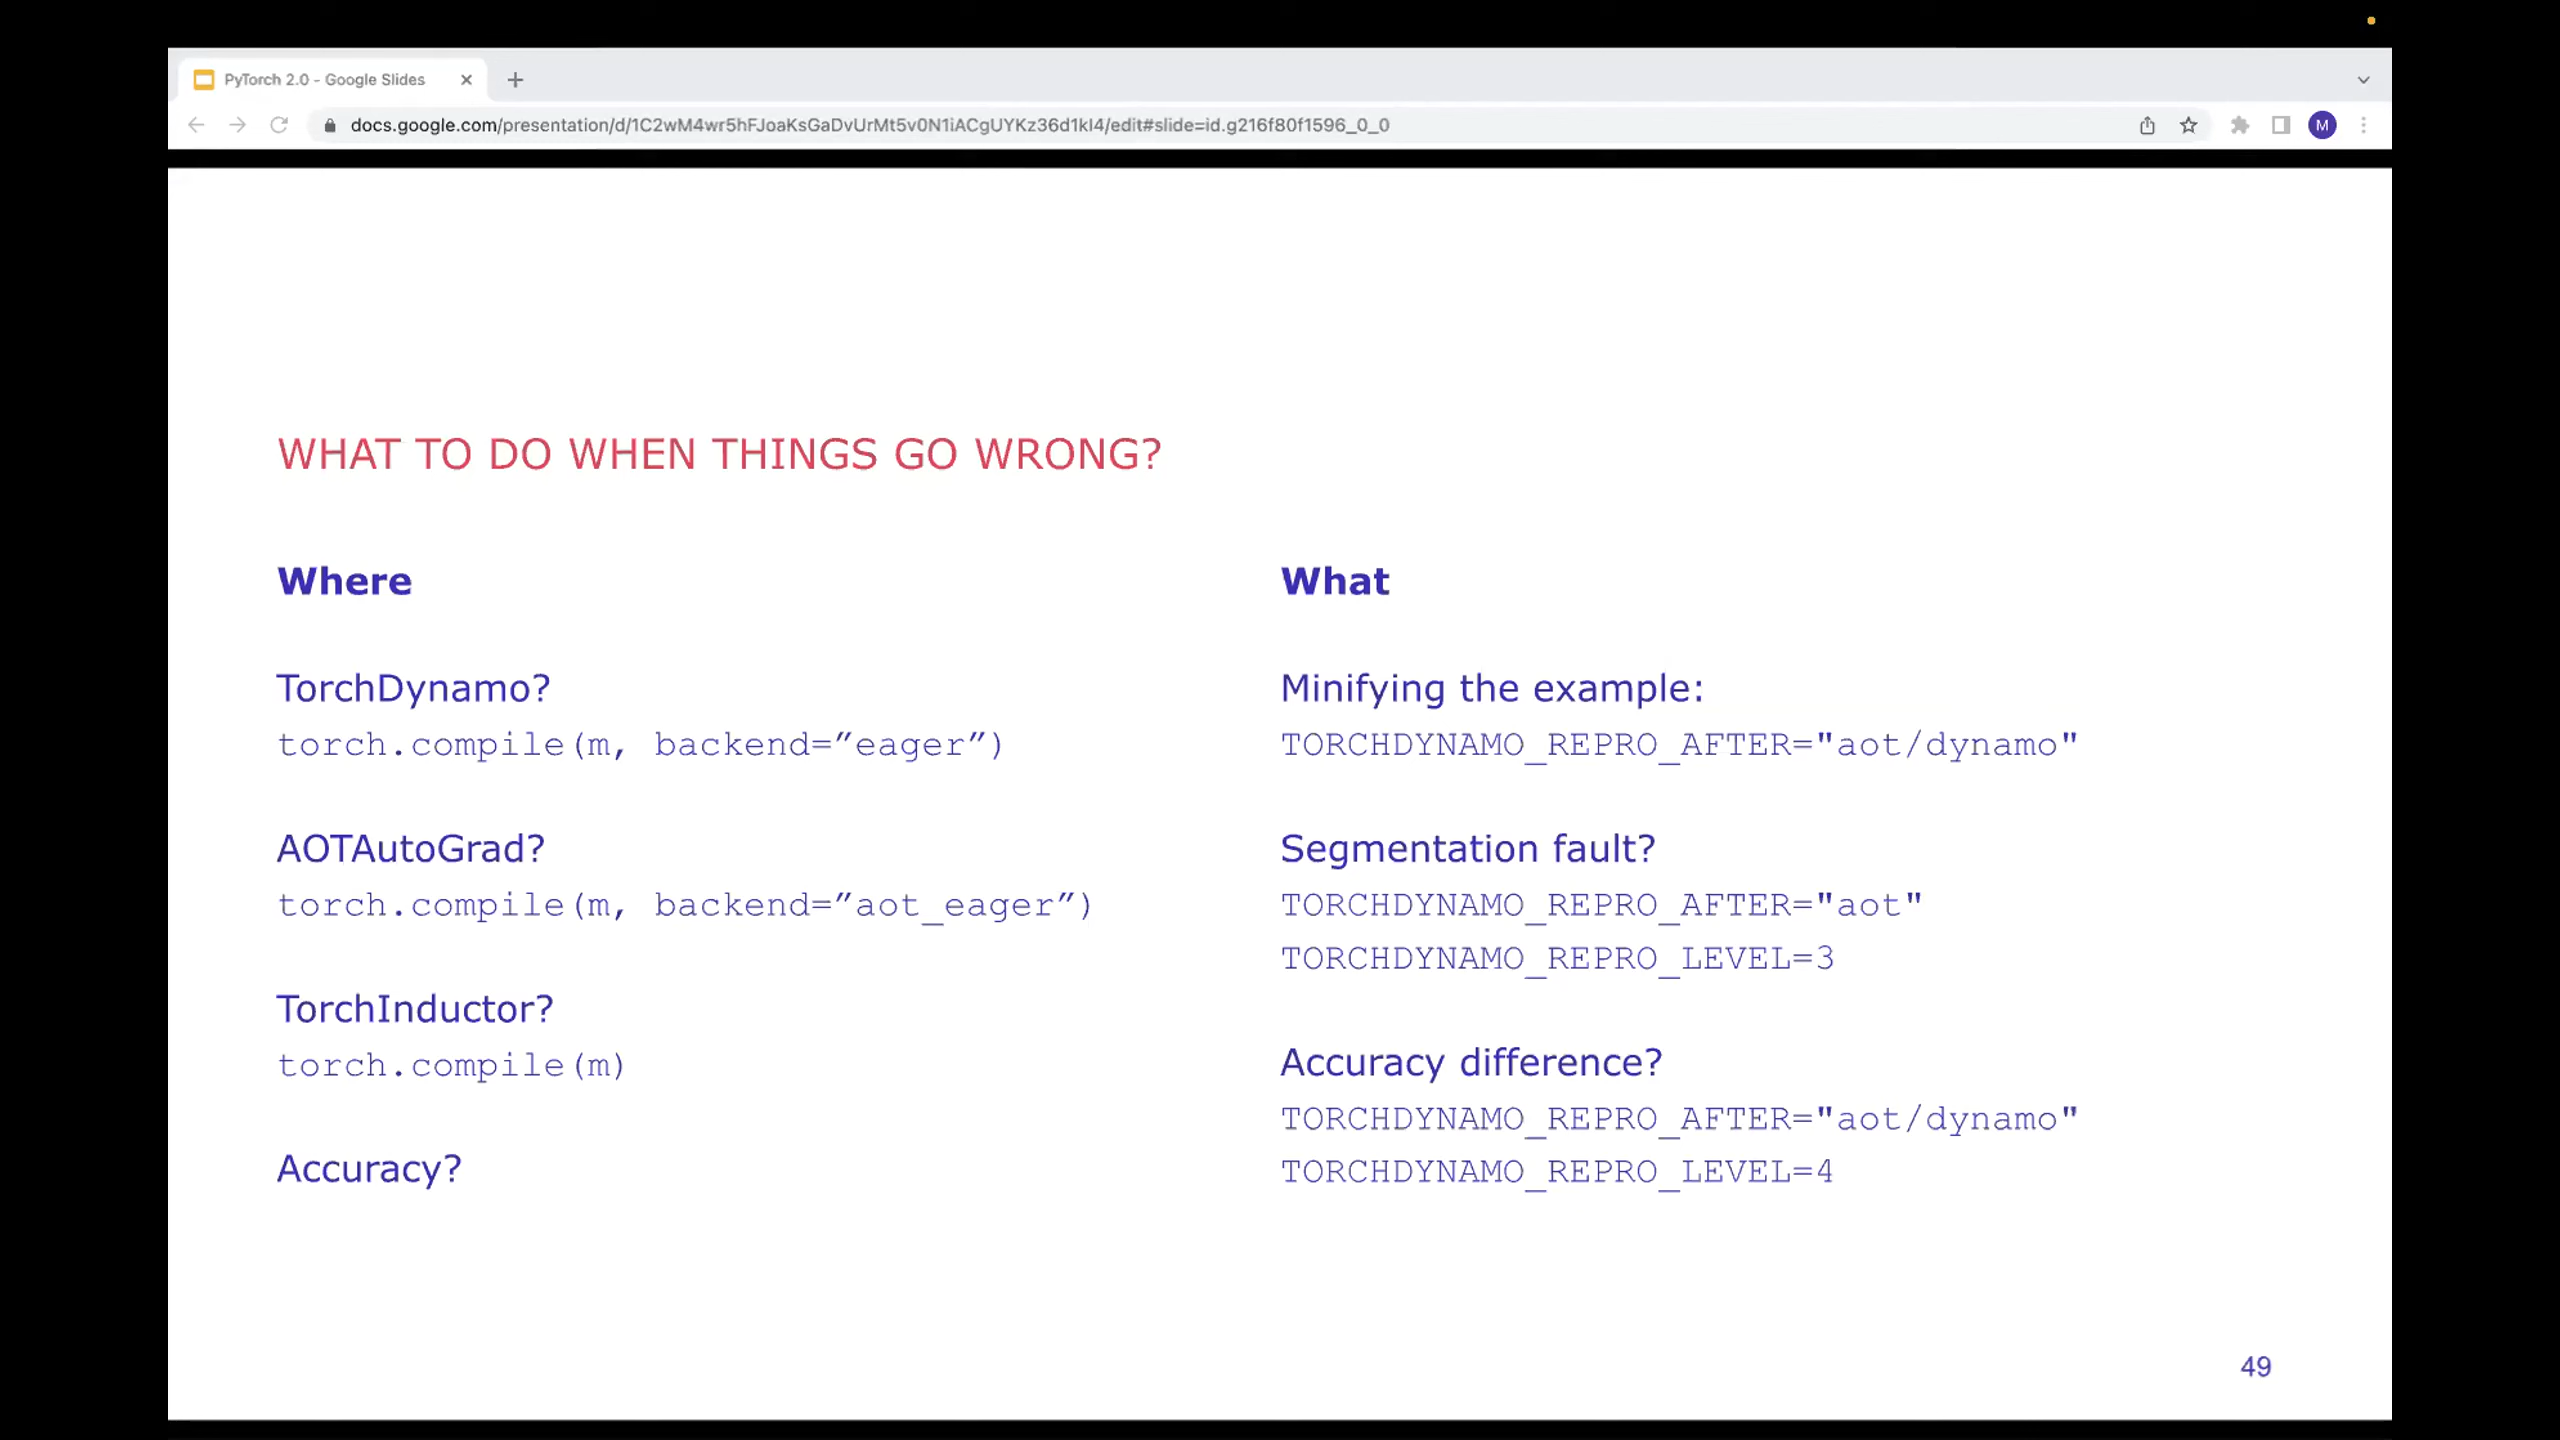 PyTorch 2.0 - Google Slides
docs.google.com/presentation/d/1C2wM4wr5hFJoaKsGaDvUrMt5v0N1iACgUYKz36d1kI4/edit#slide=id.g216f80f1596_0_0
M
WHAT TO DO WHEN THINGS GO WRONG?
Where
TorchDynamo?
torch.compile(m, backend=”eager”)
AOTAutoGrad?
torch.compile(m, backend=”aot_eager”)
TorchInductor?
torch.compile(m)
Accuracy?
What
Minifying the example:
TORCHDYNAMO_REPRO_AFTER="aot/dynamo"
Segmentation fault?
TORCHDYNAMO_REPRO_AFTER="aot"
TORCHDYNAMO_REPRO_LEVEL=3
Accuracy difference?
TORCHDYNAMO_REPRO_AFTER="aot/dynamo"
TORCHDYNAMO_REPRO_LEVEL=4
49